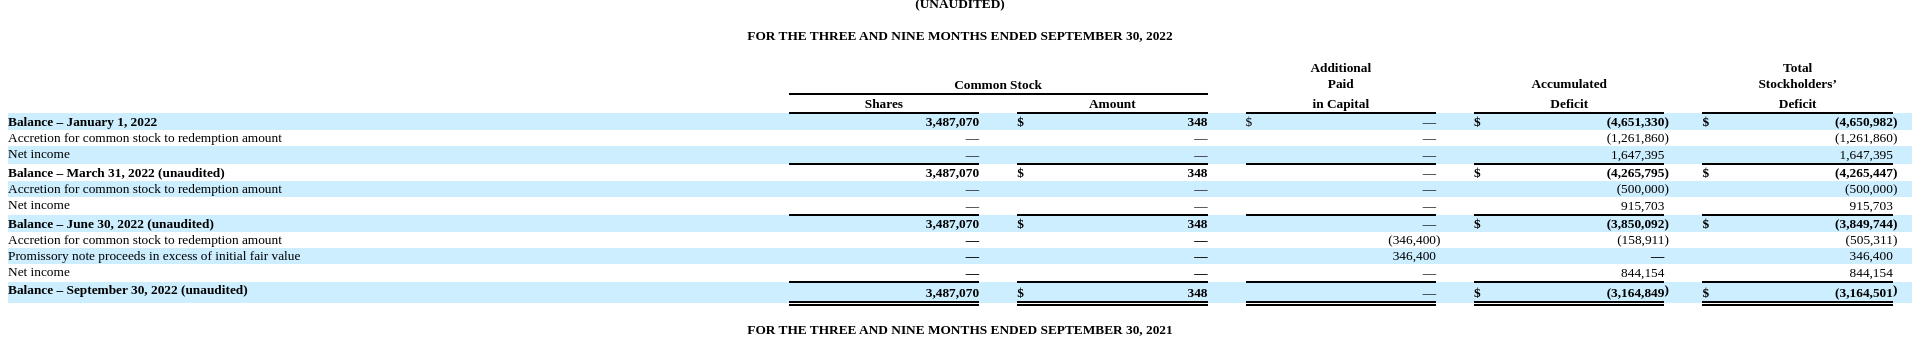 (UNAUDITED)
FOR THE THREE AND NINE MONTHS ENDED SEPTEMBER 30, 2022
Additional Total
Paid Stockholders’
Common Stock Accumulated
Shares Amount in Capital Deficit Deficit
Balance – January 1, 2022 3,487,070 $ 348 $ — $ (4,651,330) $ (4,650,982)
Accretion for common stock to redemption amount — — — (1,261,860) (1,261,860)
Net income — — — 1,647,395 1,647,395
Balance – March 31, 2022 (unaudited) 3,487,070 $ 348 — $ (4,265,795) $ (4,265,447)
Accretion for common stock to redemption amount — — — (500,000) (500,000)
Net income — — — 915,703 915,703
Balance – June 30, 2022 (unaudited) 3,487,070 $ 348 — $ (3,850,092) $ (3,849,744)
Accretion for common stock to redemption amount — — (346,400) (158,911) (505,311)
Promissory note proceeds in excess of initial fair value — — 346,400 — 346,400
Net income — — — 844,154 844,154
Balance – September 30, 2022 (unaudited) 3,487,070 $ 348 — $ (3,164,849) $ (3,164,501)
FOR THE THREE AND NINE MONTHS ENDED SEPTEMBER 30, 2021